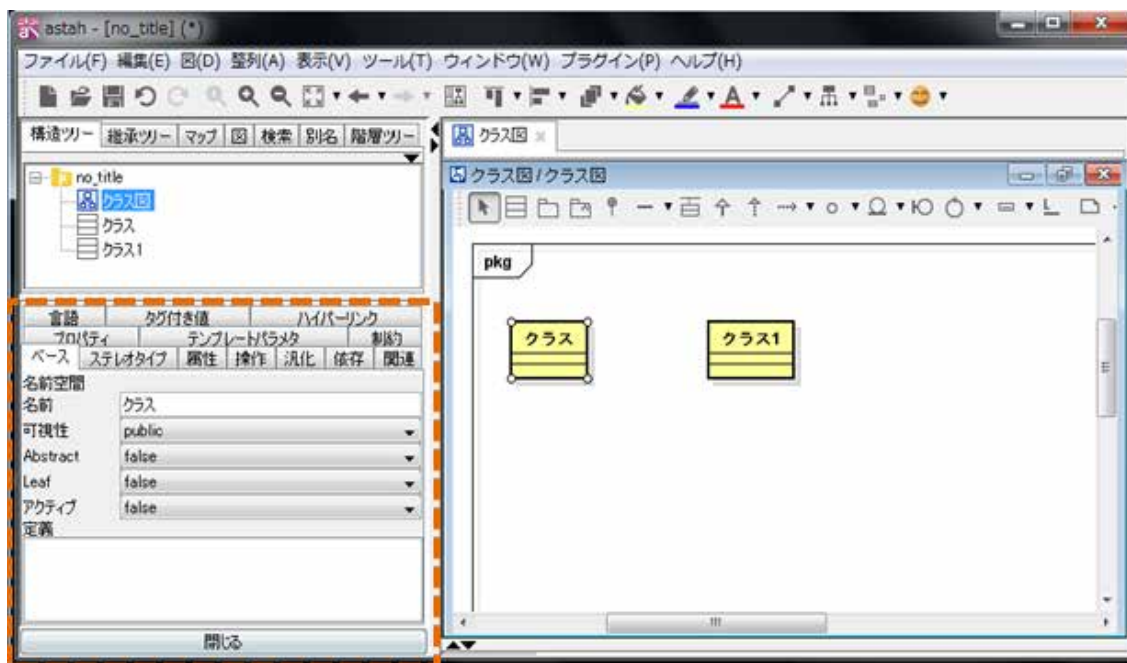 astah - [no_title] (*)
ファイル(F) 編集(E) 図(D) 整列(A) 表示(V) ツール(T) ウィンドウ(W) プラグイン(P) ヘルプ(H)
構造ツリー 継承ツリー マップ 図 検索 別名 階層ツリー
no_title
クラス図
クラス
クラス1
言語 タグ付き値 ハイパーリンク
プロパティ テンプレートパラメタ 制約
ベース ステレオタイプ 属性 操作 汎化 依存 関連
名前空間
名前 クラス
可視性 public
Abstract false
Leaf false
アクティブ false
定義
閉じる
クラス図
クラス図 / クラス図
pkg
クラス
クラス1